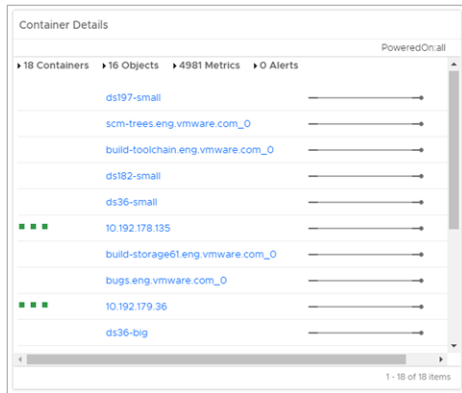 Container Details
PoweredOn:all
18 Containers 16 Objects 4981 Metrics 0 Alerts
ds197-small
scm-trees.eng.vmware.com_0
build-toolchain.eng.vmware.com_0
ds182-small
ds36-small
10.192.178.135
build-storage61.eng.vmware.com_0
bugs.eng.vmware.com_0
10.192.179.36
ds36-big
1 - 18 of 18 items